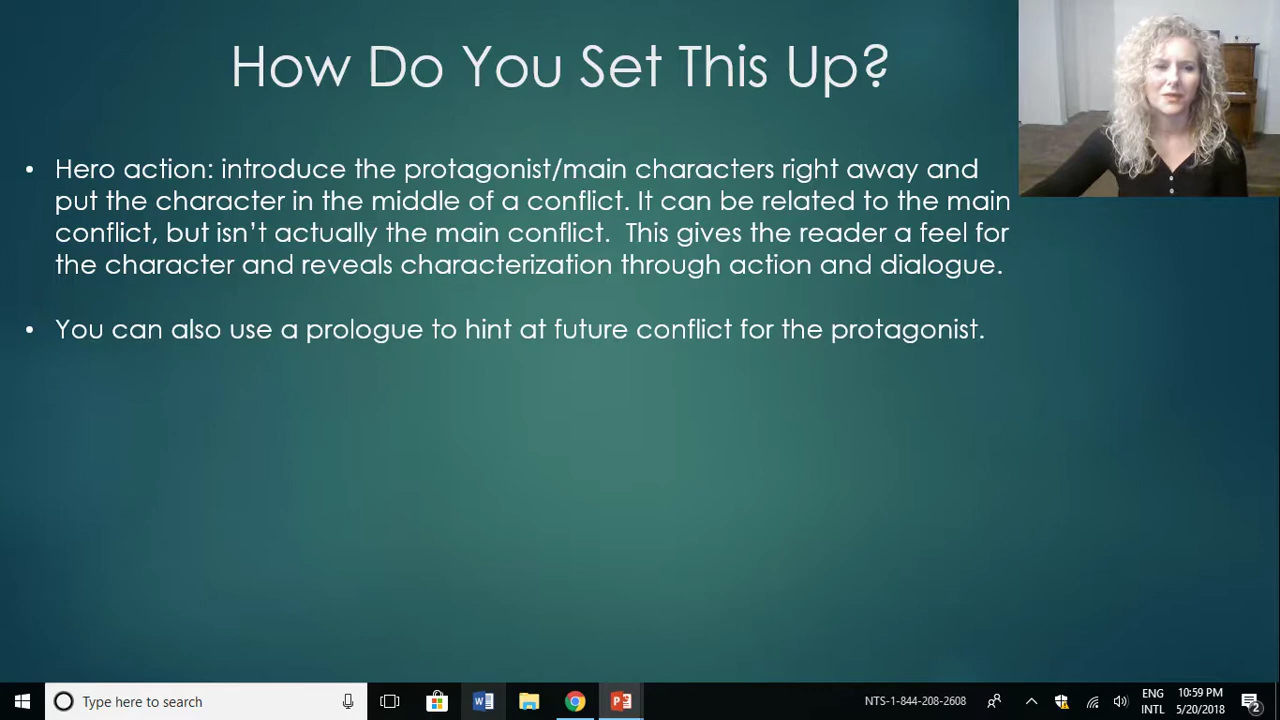 How Do You Set This Up?
• Hero action: introduce the protagonist/main characters right away and
put the character in the middle of a conflict. It can be related to the main
conflict, but isn't actually the main conflict.  This gives the reader a feel for
the character and reveals characterization through action and dialogue.
• You can also use a prologue to hint at future conflict for the protagonist.
Type here to search
NTS-1-844-208-2608
ENG
INTL
10:59 PM
5/20/2018
2